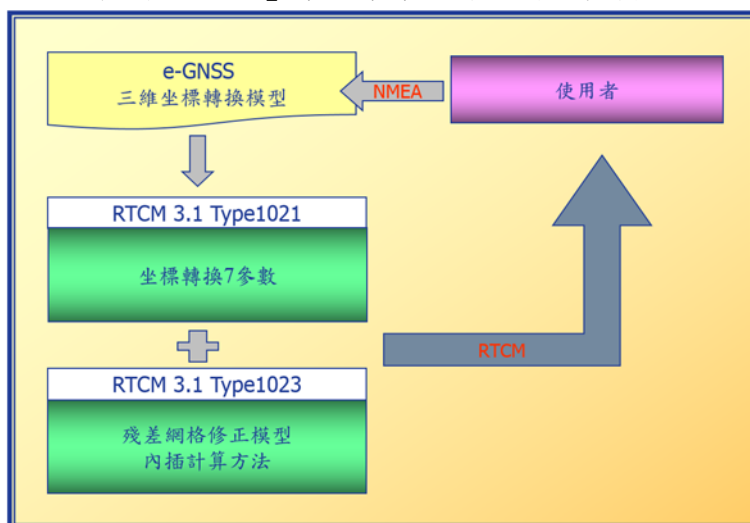 e-GNSS
三維坐標轉換模型
NMEA
使用者
RTCM 3.1 Type1021
坐標轉換7參數
RTCM
RTCM 3.1 Type1023
殘差網格修正模型
內插計算方法